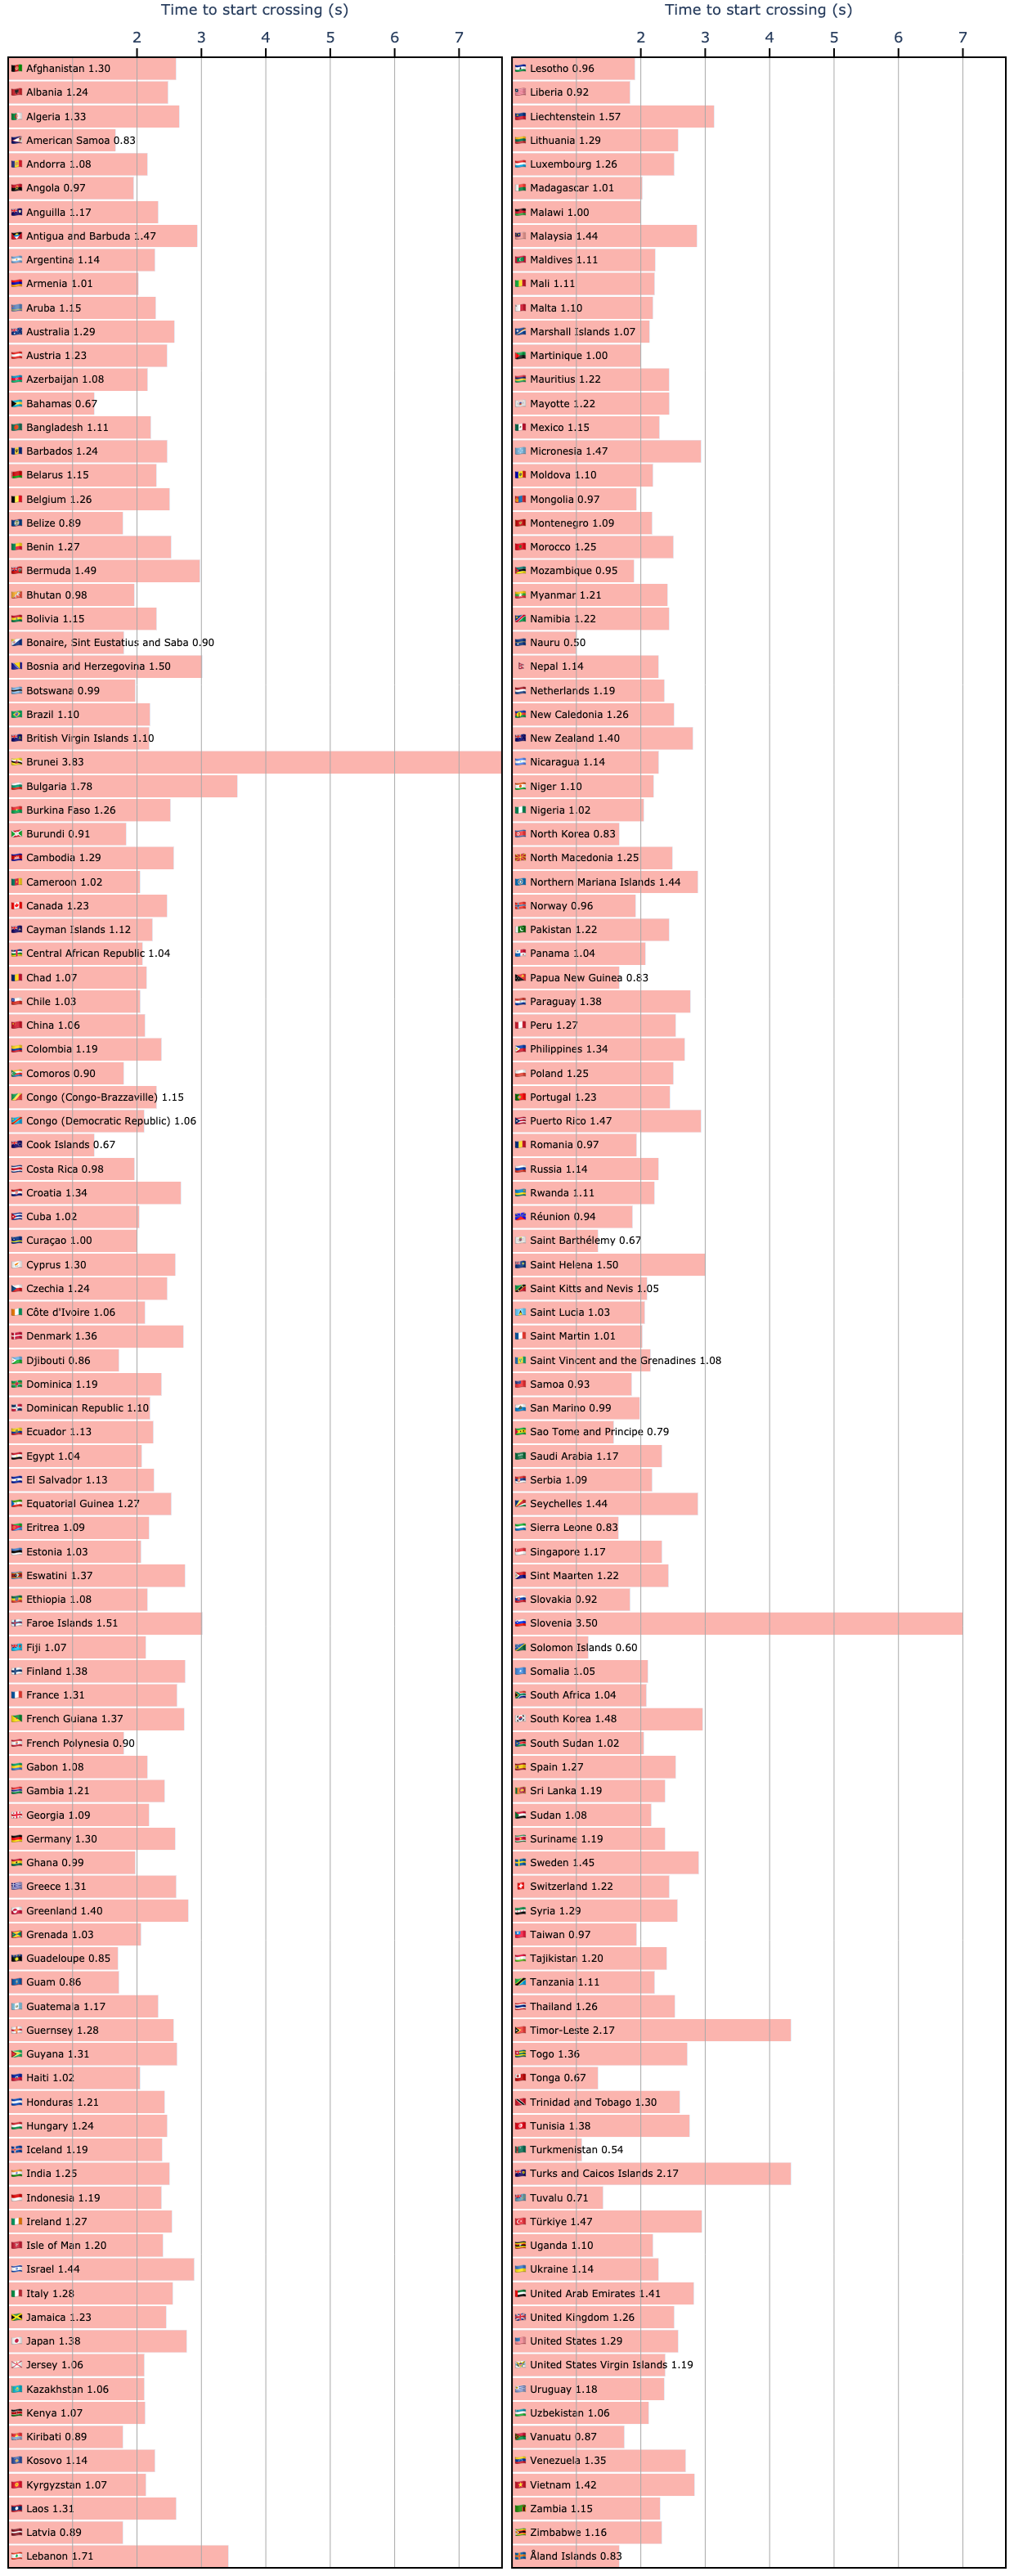 Time to start crossing (s)
2 3 4 5 6 7
Afghanistan 1.30
Albania 1.24
Algeria 1.33
American Samoa 0.83
Andorra 1.08
Angola 0.97
Anguilla 1.17
Antigua and Barbuda 1.47
Argentina 1.14
Armenia 1.01
Aruba 1.15
Australia 1.29
Austria 1.23
Azerbaijan 1.08
Bahamas 0.67
Bangladesh 1.11
Barbados 1.24
Belarus 1.15
Belgium 1.26
Belize 0.89
Benin 1.27
Bermuda 1.49
Bhutan 0.98
Bolivia 1.15
Bonaire, Sint Eustatius and Saba 0.90
Bosnia and Herzegovina 1.50
Botswana 0.99
Brazil 1.10
British Virgin Islands 1.10
Brunei 3.83
Bulgaria 1.78
Burkina Faso 1.26
Burundi 0.91
Cambodia 1.29
Cameroon 1.02
Canada 1.23
Cayman Islands 1.12
Central African Republic 1.04
Chad 1.07
Chile 1.03
China 1.06
Colombia 1.19
Comoros 0.90
Congo (Congo-Brazzaville) 1.15
Congo (Democratic Republic) 1.06
Cook Islands 0.67
Costa Rica 0.98
Croatia 1.34
Cuba 1.02
Curaçao 1.00
Cyprus 1.30
Czechia 1.24
Côte d'Ivoire 1.06
Denmark 1.36
Djibouti 0.86
Dominica 1.19
Dominican Republic 1.10
Ecuador 1.13
Egypt 1.04
El Salvador 1.13
Equatorial Guinea 1.27
Eritrea 1.09
Estonia 1.03
Eswatini 1.37
Ethiopia 1.08
Faroe Islands 1.51
Fiji 1.07
Finland 1.38
France 1.31
French Guiana 1.37
French Polynesia 0.90
Gabon 1.08
Gambia 1.21
Georgia 1.09
Germany 1.30
Ghana 0.99
Greece 1.31
Greenland 1.40
Grenada 1.03
Guadeloupe 0.85
Guam 0.86
Guatemala 1.17
Guernsey 1.28
Guyana 1.31
Haiti 1.02
Honduras 1.21
Hungary 1.24
Iceland 1.19
India 1.25
Indonesia 1.19
Ireland 1.27
Isle of Man 1.20
Israel 1.44
Italy 1.28
Jamaica 1.23
Japan 1.38
Jersey 1.06
Kazakhstan 1.06
Kenya 1.07
Kiribati 0.89
Kosovo 1.14
Kyrgyzstan 1.07
Laos 1.31
Latvia 0.89
Lebanon 1.71
Time to start crossing (s)
2 3 4 5 6 7
Lesotho 0.96
Liberia 0.92
Liechtenstein 1.57
Lithuania 1.29
Luxembourg 1.26
Madagascar 1.01
Malawi 1.00
Malaysia 1.44
Maldives 1.11
Mali 1.11
Malta 1.10
Marshall Islands 1.07
Martinique 1.00
Mauritius 1.22
Mayotte 1.22
Mexico 1.15
Micronesia 1.47
Moldova 1.10
Mongolia 0.97
Montenegro 1.09
Morocco 1.25
Mozambique 0.95
Myanmar 1.21
Namibia 1.22
Nauru 0.50
Nepal 1.14
Netherlands 1.19
New Caledonia 1.26
New Zealand 1.40
Nicaragua 1.14
Niger 1.10
Nigeria 1.02
North Korea 0.83
North Macedonia 1.25
Northern Mariana Islands 1.44
Norway 0.96
Pakistan 1.22
Panama 1.04
Papua New Guinea 0.83
Paraguay 1.38
Peru 1.27
Philippines 1.34
Poland 1.25
Portugal 1.23
Puerto Rico 1.47
Romania 0.97
Russia 1.14
Rwanda 1.11
Réunion 0.94
Saint Barthélemy 0.67
Saint Helena 1.50
Saint Kitts and Nevis 1.05
Saint Lucia 1.03
Saint Martin 1.01
Saint Vincent and the Grenadines 1.08
Samoa 0.93
San Marino 0.99
Sao Tome and Principe 0.79
Saudi Arabia 1.17
Serbia 1.09
Seychelles 1.44
Sierra Leone 0.83
Singapore 1.17
Sint Maarten 1.22
Slovakia 0.92
Slovenia 3.50
Solomon Islands 0.60
Somalia 1.05
South Africa 1.04
South Korea 1.48
South Sudan 1.02
Spain 1.27
Sri Lanka 1.19
Sudan 1.08
Suriname 1.19
Sweden 1.45
Switzerland 1.22
Syria 1.29
Taiwan 0.97
Tajikistan 1.20
Tanzania 1.11
Thailand 1.26
Timor-Leste 2.17
Togo 1.36
Tonga 0.67
Trinidad and Tobago 1.30
Tunisia 1.38
Turkmenistan 0.54
Turks and Caicos Islands 2.17
Tuvalu 0.71
Türkiye 1.47
Uganda 1.10
Ukraine 1.14
United Arab Emirates 1.41
United Kingdom 1.26
United States 1.29
United States Virgin Islands 1.19
Uruguay 1.18
Uzbekistan 1.06
Vanuatu 0.87
Venezuela 1.35
Vietnam 1.42
Zambia 1.15
Zimbabwe 1.16
Åland Islands 0.83